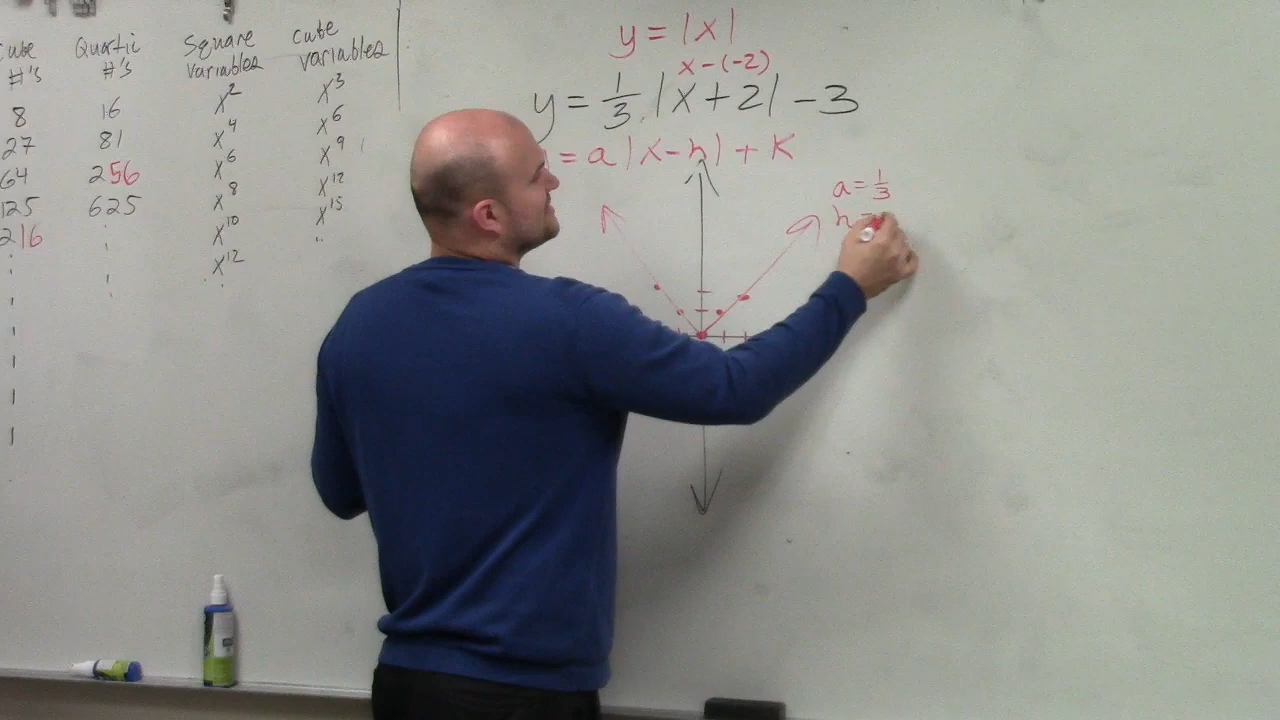 Cube Quartic Square cube
#'s #'s variables variables
8 16 x² x³
27 81 x⁴ x⁶
64 256 x⁶ x⁹
125 625 x⁸ x¹²
216 x¹⁰ x¹⁵
x¹²
y = |x|
x-(-2)
y = 1/3 |x+2| - 3
= a|x-h| + K
a = 1/3
h =